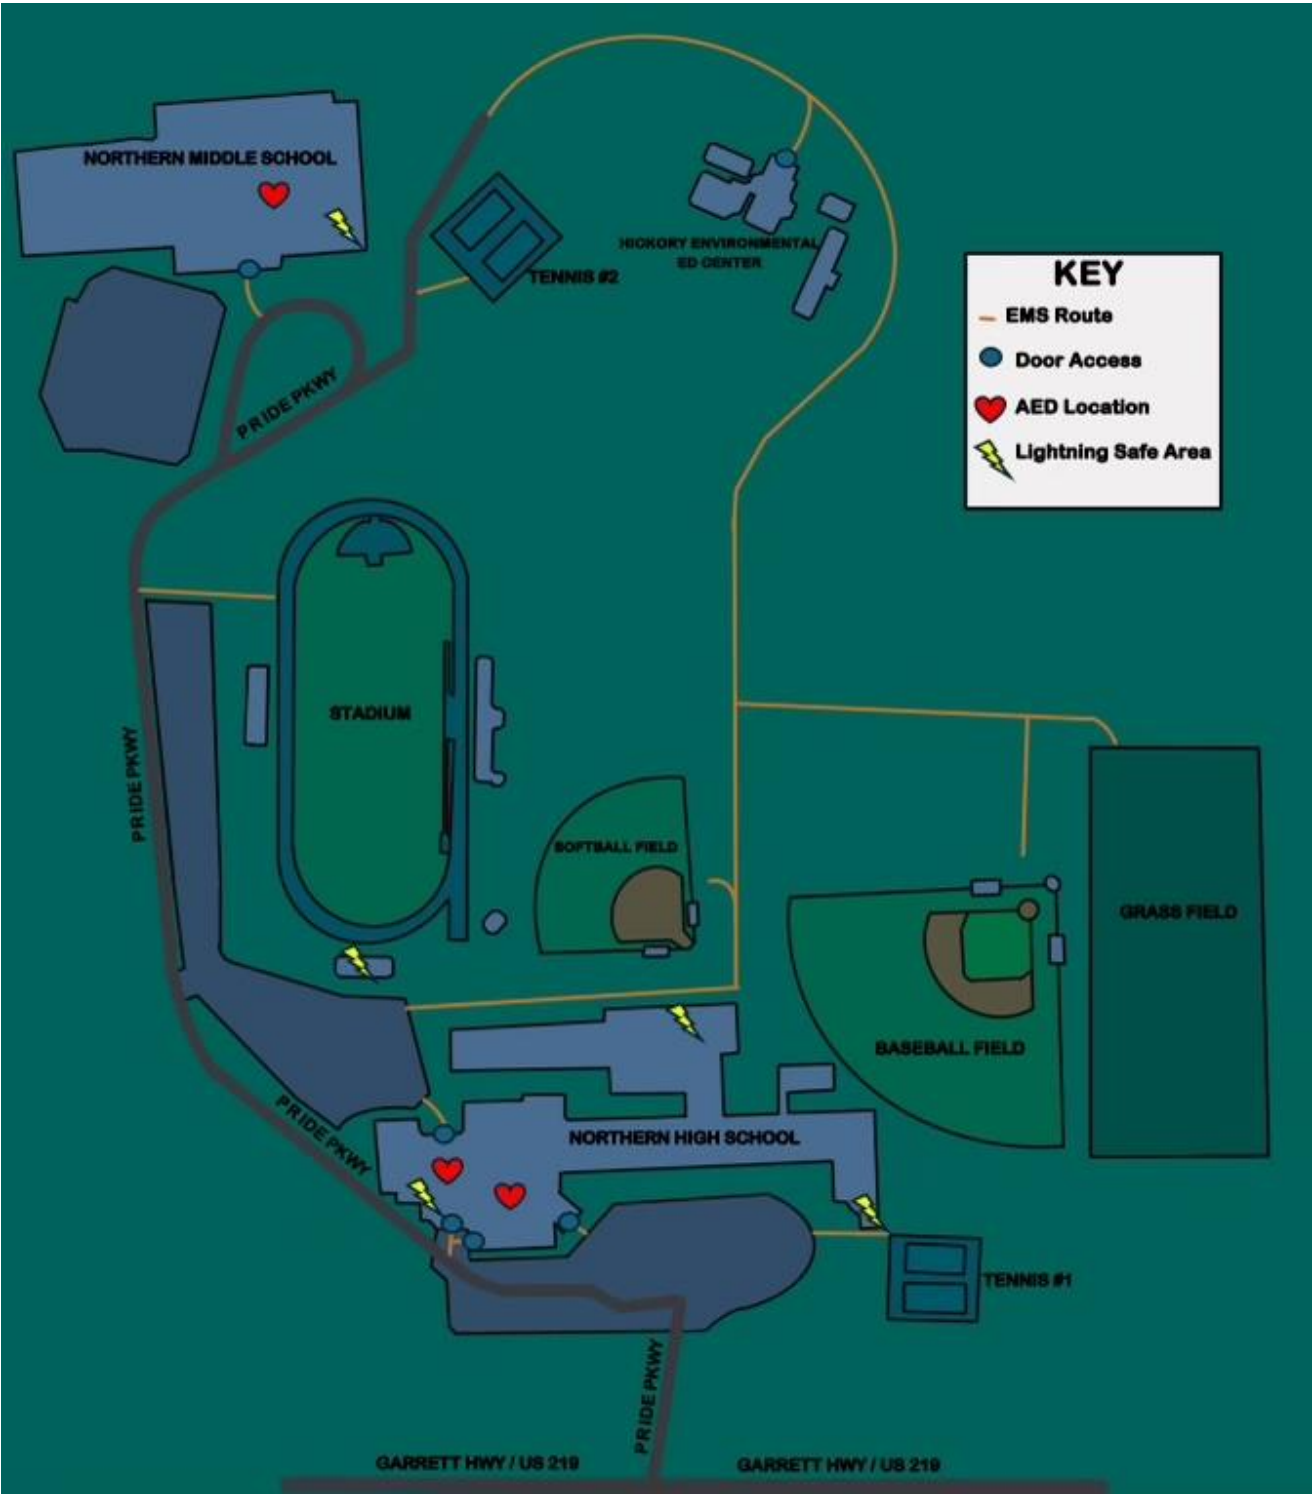 NORTHERN MIDDLE SCHOOL
HICKORY ENVIRONMENTAL
ED CENTER
TENNIS #2
KEY
EMS Route
Door Access
AED Location
Lightning Safe Area
PRIDE PKWY
STADIUM
PRIDE PKWY
SOFTBALL FIELD
GRASS FIELD
BASEBALL FIELD
PRIDE PKWY
NORTHERN HIGH SCHOOL
TENNIS #1
PRIDE PKWY
GARRETT HWY / US 219
GARRETT HWY / US 219